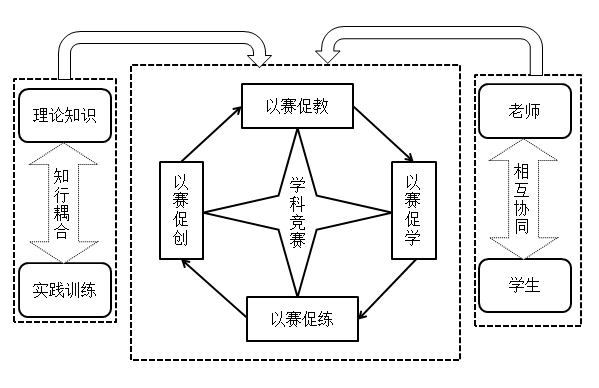 理论知识
知行耦合
实践训练
以赛促教
以赛促创
学科竞赛
以赛促学
以赛促练
老师
相互协同
学生